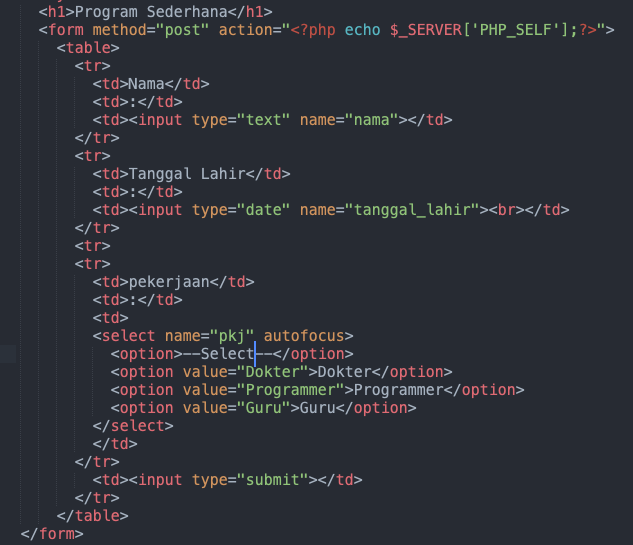 <h1>Program Sederhana</h1>
<form method="post" action="<?php echo $_SERVER['PHP_SELF'];?>">
<table>
<tr>
<td>Nama</td>
<td>:</td>
<td><input type="text" name="nama"></td>
</tr>
<tr>
<td>Tanggal Lahir</td>
<td>:</td>
<td><input type="date" name="tanggal_lahir"><br></td>
</tr>
<tr>
<tr>
<td>pekerjaan</td>
<td>:</td>
<td>
<select name="pkj" autofocus>
<option>--Select--</option>
<option value="Dokter">Dokter</option>
<option value="Programmer">Programmer</option>
<option value="Guru">Guru</option>
</select>
</td>
</tr>
<td><input type="submit"></td>
</tr>
</table>
</form>